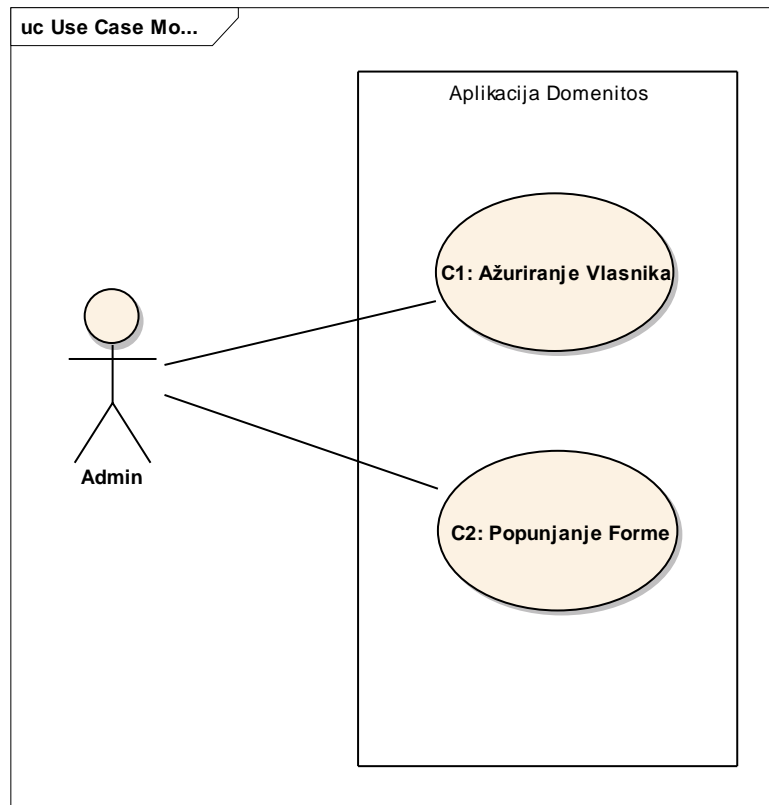 uc Use Case Mo...
Aplikacija Domenitos
C1: Ažuriranje Vlasnika
Admin
C2: Popunjanje Forme